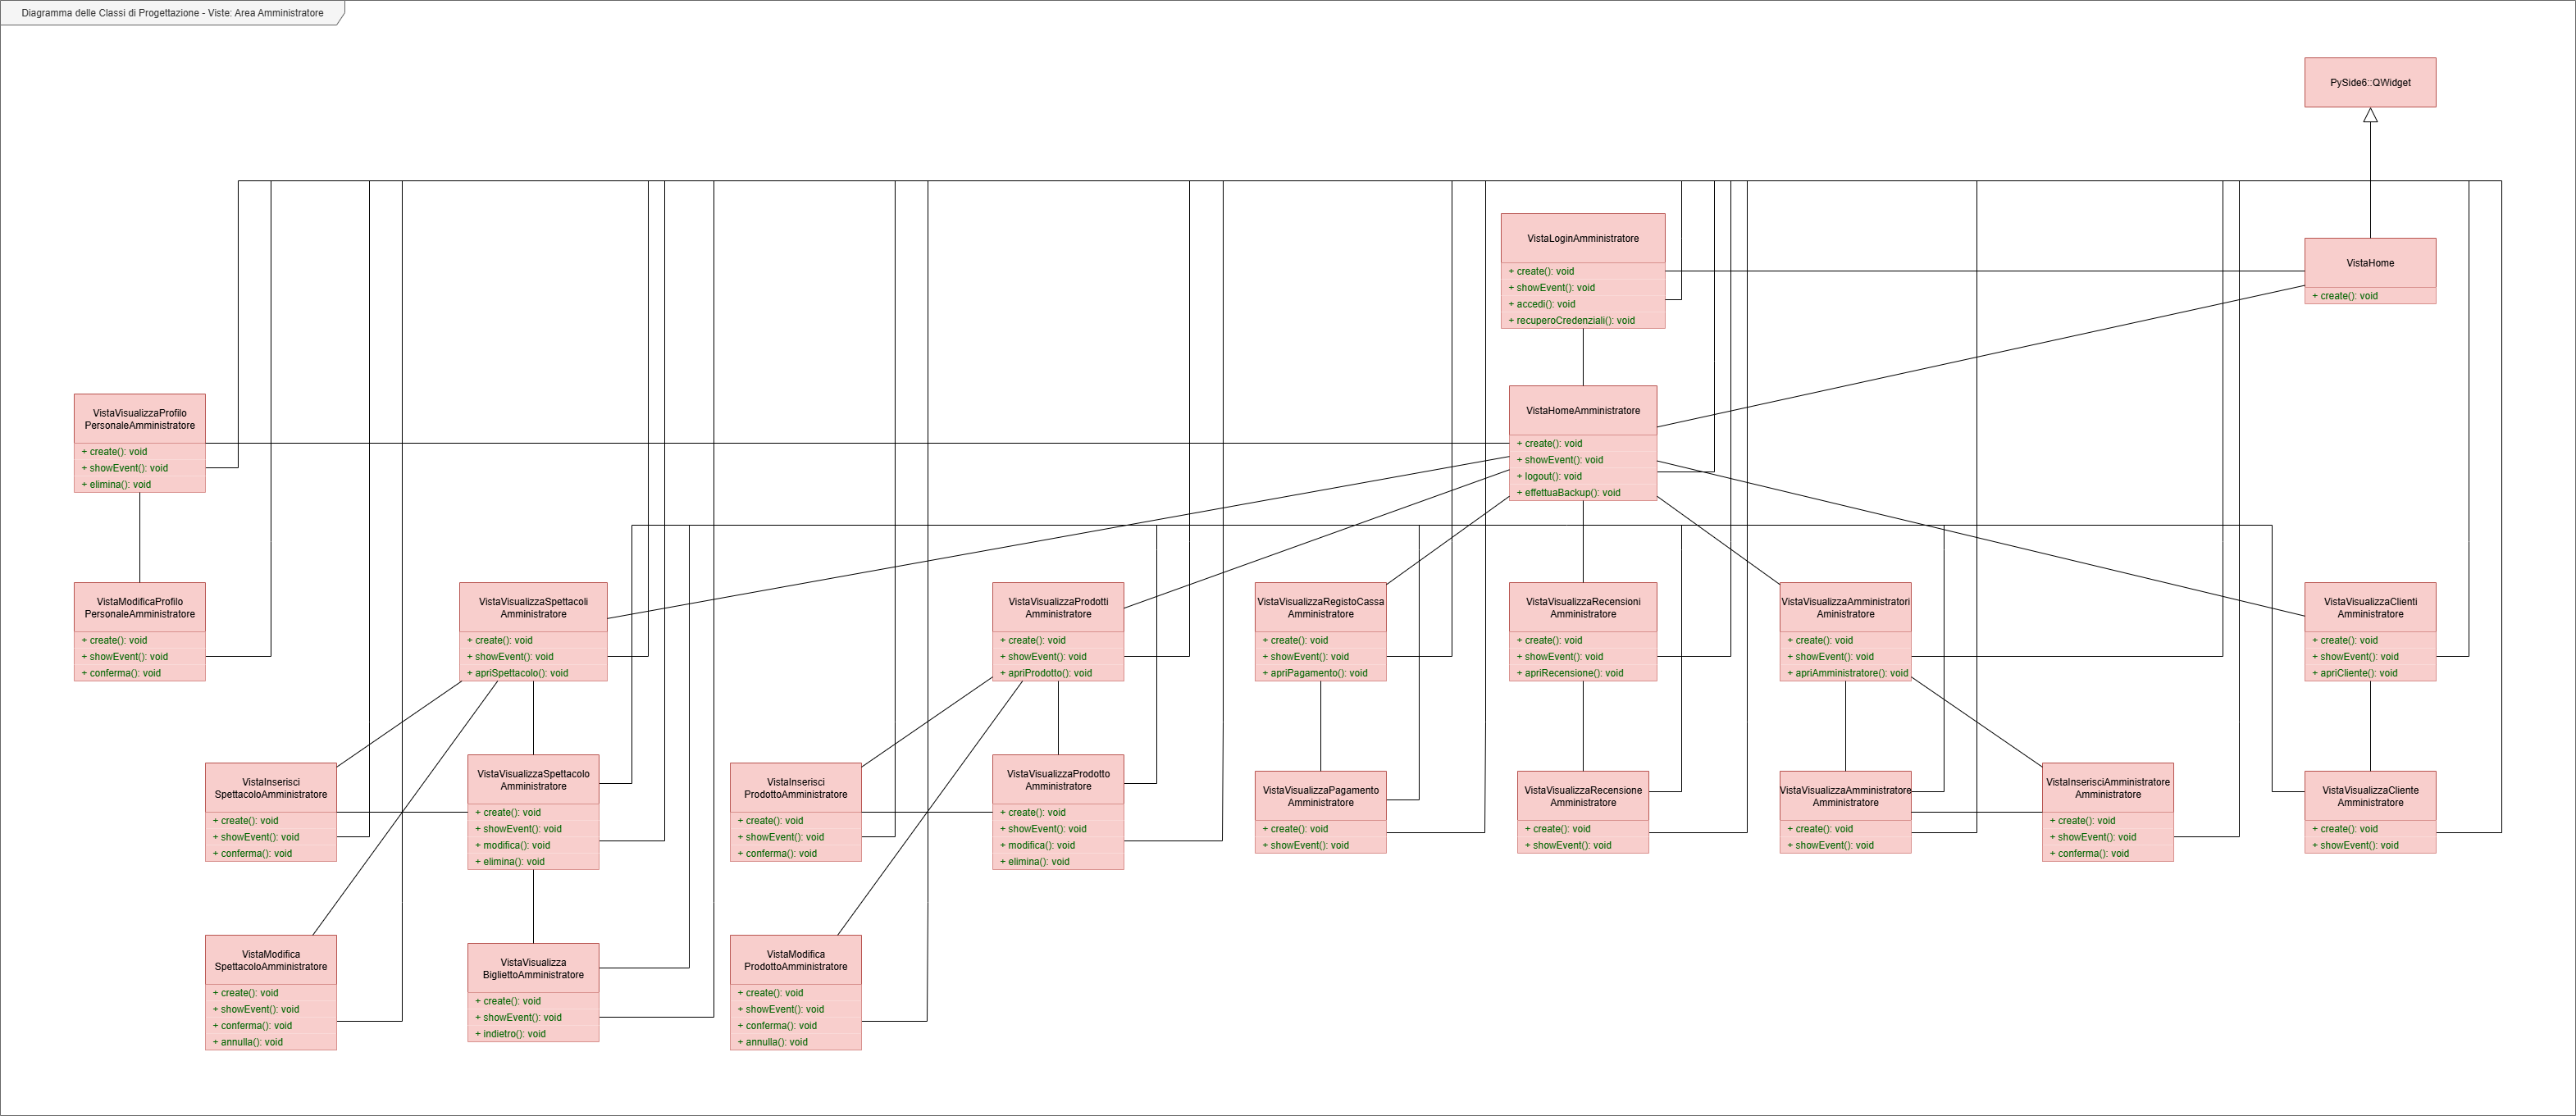 Diagramma delle Classi di Progettazione - Viste: Area Amministratore
PySide6::QWidget
VistaLoginAmministratore
+ create(): void
+ showEvent(): void
+ accedi(): void
+ recuperoCredenziali(): void
VistaHome
+ create(): void
VistaVisualizzaProfilo
PersonaleAmministratore
+ create(): void
+ showEvent(): void
+ elimina(): void
VistaHomeAmministratore
+ create(): void
+ showEvent(): void
+ logout(): void
+ effettuaBackup(): void
VistaModificaProfilo
PersonaleAmministratore
+ create(): void
+ showEvent(): void
+ conferma(): void
VistaVisualizzaSpettacoli
Amministratore
+ create(): void
+ showEvent(): void
+ apriSpettacolo(): void
VistaVisualizzaProdotti
Amministratore
+ create(): void
+ showEvent(): void
+ apriProdotto(): void
VistaVisualizzaRegistoCassa
Amministratore
+ create(): void
+ showEvent(): void
+ apriPagamento(): void
VistaVisualizzaRecensioni
Amministratore
+ create(): void
+ showEvent(): void
+ apriRecensione(): void
VistaVisualizzaAmministratori
Aministratore
+ create(): void
+ showEvent(): void
+ apriAmministratore(): void
VistaVisualizzaClienti
Amministratore
+ create(): void
+ showEvent(): void
+ apriCliente(): void
VistaInserisci
SpettacoloAmministratore
+ create(): void
+ showEvent(): void
+ conferma(): void
VistaVisualizzaSpettacolo
Amministratore
+ create(): void
+ showEvent(): void
+ modifica(): void
+ elimina(): void
VistaInserisci
ProdottoAmministratore
+ create(): void
+ showEvent(): void
+ conferma(): void
VistaVisualizzaProdotto
Amministratore
+ create(): void
+ showEvent(): void
+ modifica(): void
+ elimina(): void
VistaVisualizzaPagamento
Amministratore
+ create(): void
+ showEvent(): void
VistaVisualizzaRecensione
Amministratore
+ create(): void
+ showEvent(): void
VistaVisualizzaAmministratore
Amministratore
+ create(): void
+ showEvent(): void
VistaInserisciAmministratore
Amministratore
+ create(): void
+ showEvent(): void
+ conferma(): void
VistaVisualizzaCliente
Amministratore
+ create(): void
+ showEvent(): void
VistaModifica
SpettacoloAmministratore
+ create(): void
+ showEvent(): void
+ conferma(): void
+ annulla(): void
VistaVisualizza
BigliettoAmministratore
+ create(): void
+ showEvent(): void
+ indietro(): void
VistaModifica
ProdottoAmministratore
+ create(): void
+ showEvent(): void
+ conferma(): void
+ annulla(): void